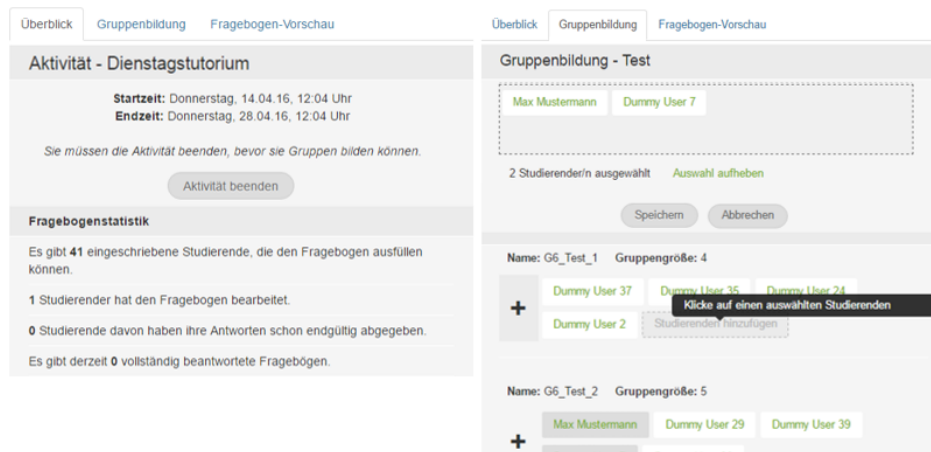 Überblick Gruppenbildung Fragebogen-Vorschau
Aktivität - Dienstagstutorium
Startzeit: Donnerstag, 14.04.16, 12:04 Uhr
Endzeit: Donnerstag, 28.04.16, 12:04 Uhr
Sie müssen die Aktivität beenden, bevor sie Gruppen bilden können.
Aktivität beenden
Fragebogenstatistik
Es gibt 41 eingeschriebene Studierende, die den Fragebogen ausfüllen
können.
1 Studierender hat den Fragebogen bearbeitet.
0 Studierende davon haben ihre Antworten schon endgültig abgegeben.
Es gibt derzeit 0 vollständig beantwortete Fragebögen.
Überblick Gruppenbildung Fragebogen-Vorschau
Gruppenbildung - Test
Max Mustermann Dummy User 7
2 Studierender/n ausgewählt Auswahl aufheben
Speichern Abbrechen
Name: G6_Test_1 Gruppengröße: 4
+
Dummy User 37 Dummy User 35 Dummy User 24
Klicke auf einen auswählten Studierenden
Dummy User 2 Studierenden hinzufügen
Name: G6_Test_2 Gruppengröße: 5
+
Max Mustermann Dummy User 29 Dummy User 39